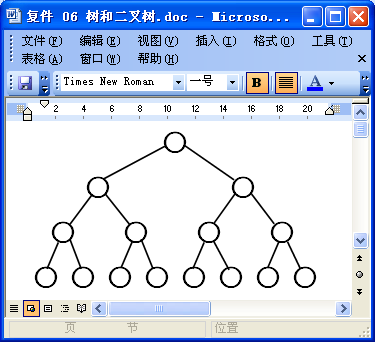 复件 06 树和二叉树.doc - Microso...
文件(F) 编辑(E) 视图(V) 插入(I) 格式(O) 工具(T)
表格(A) 窗口(W) 帮助(H)
Times New Roman 一号 B A
2 4 6 8 10 12 14 16 18 20
页 节 位置